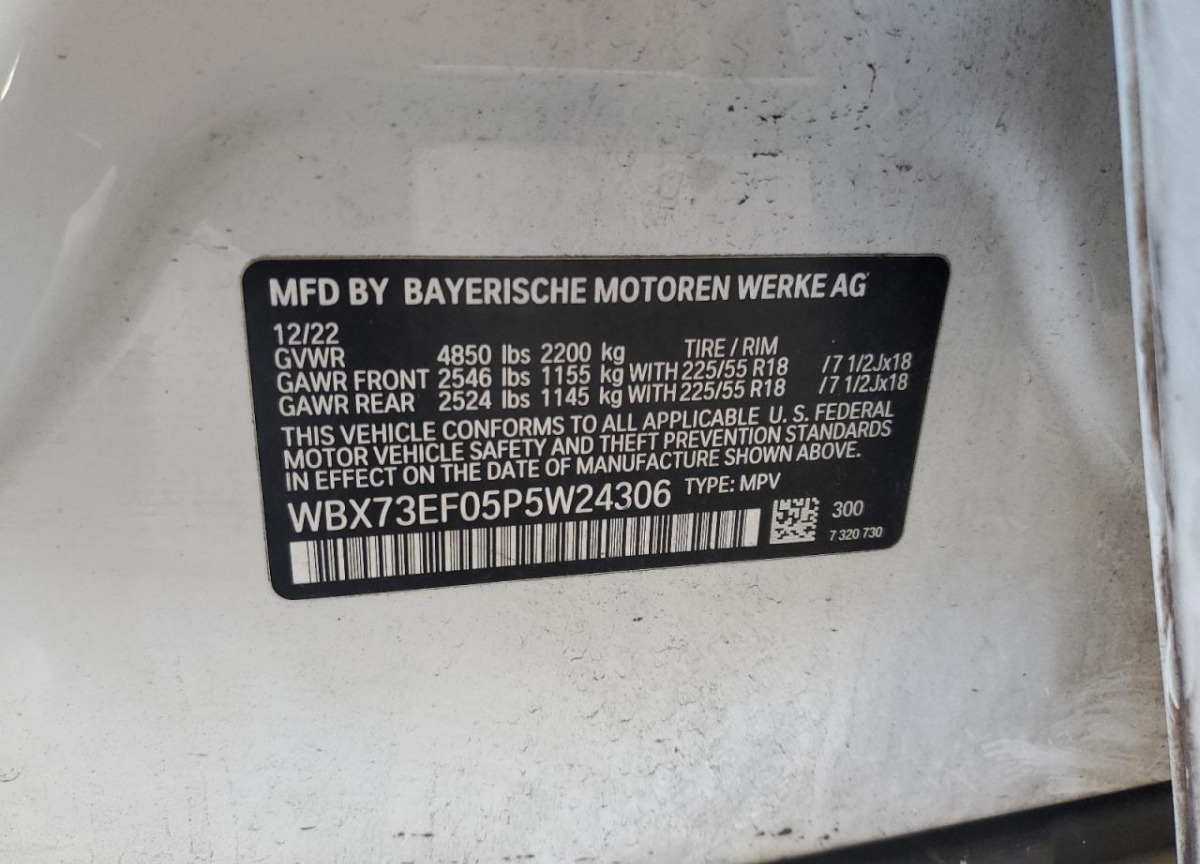 MFD BY BAYERISCHE MOTOREN WERKE AG
12/22
GVWR 4850 lbs 2200 kg TIRE / RIM
GAWR FRONT 2546 lbs 1155 kg WITH 225/55 R18 /7 1/2Jx18
GAWR REAR 2524 lbs 1145 kg WITH 225/55 R18 /7 1/2Jx18
THIS VEHICLE CONFORMS TO ALL APPLICABLE U. S. FEDERAL
MOTOR VEHICLE SAFETY AND THEFT PREVENTION STANDARDS
IN EFFECT ON THE DATE OF MANUFACTURE SHOWN ABOVE.
WBX73EF05P5W24306 TYPE: MPV
300
7 320 730